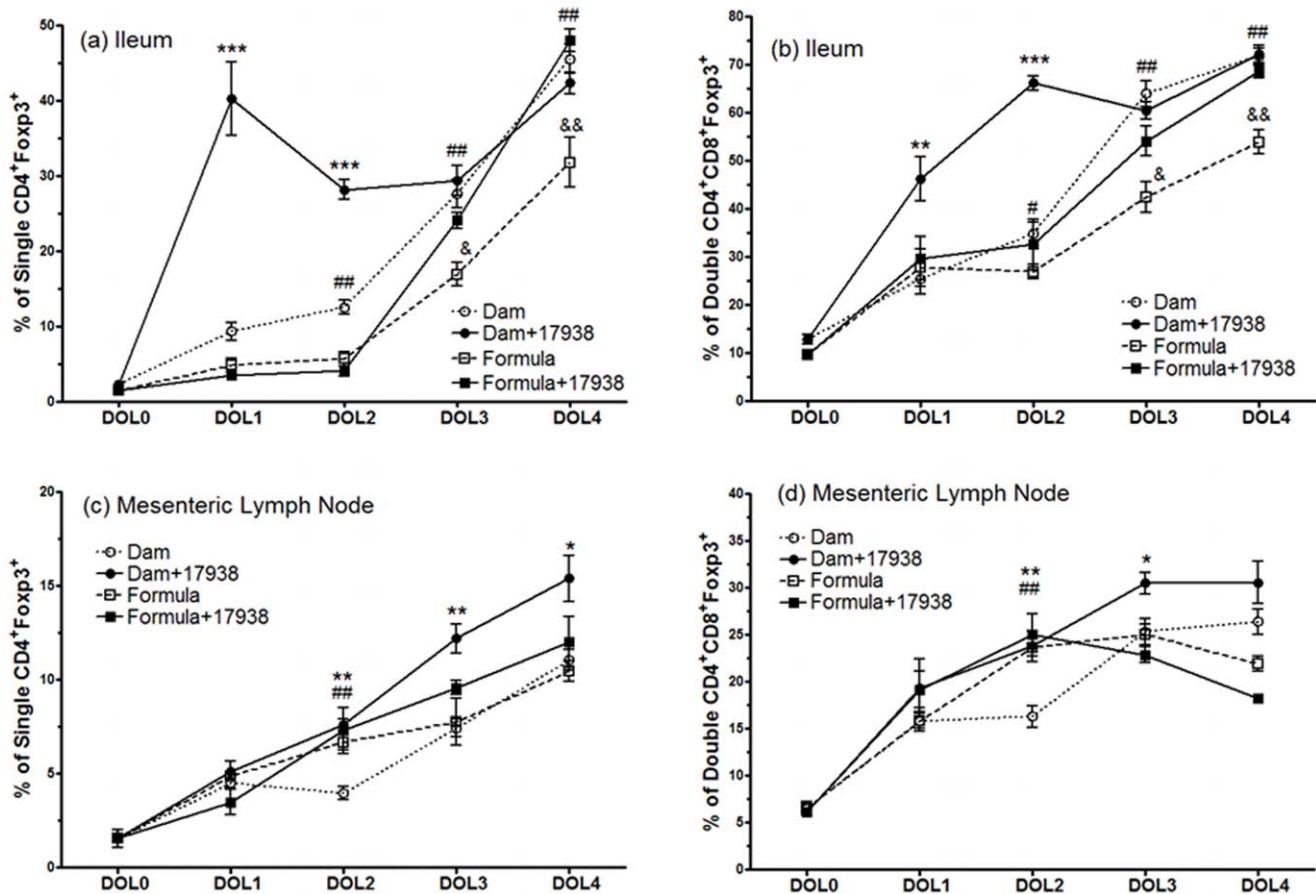 (a) Ileum
% of Single CD4⁺Foxp3⁺
50
40
30
20
10
0
***
***
##
##
##
&
&&
Dam
Dam+17938
Formula
Formula+17938
DOL0 DOL1 DOL2 DOL3 DOL4
(b) Ileum
% of Double CD4⁺CD8⁺Foxp3⁺
80
70
60
50
40
30
20
10
0
**
***
#
##
##
&
&&
Dam
Dam+17938
Formula
Formula+17938
DOL0 DOL1 DOL2 DOL3 DOL4
(c) Mesenteric Lymph Node
% of Single CD4⁺Foxp3⁺
20
15
10
5
0
Dam
Dam+17938
Formula
Formula+17938
**
##
**
*
DOL0 DOL1 DOL2 DOL3 DOL4
(d) Mesenteric Lymph Node
% of Double CD4⁺CD8⁺Foxp3⁺
40
35
30
25
20
15
10
5
0
Dam
Dam+17938
Formula
Formula+17938
**
##
*
DOL0 DOL1 DOL2 DOL3 DOL4